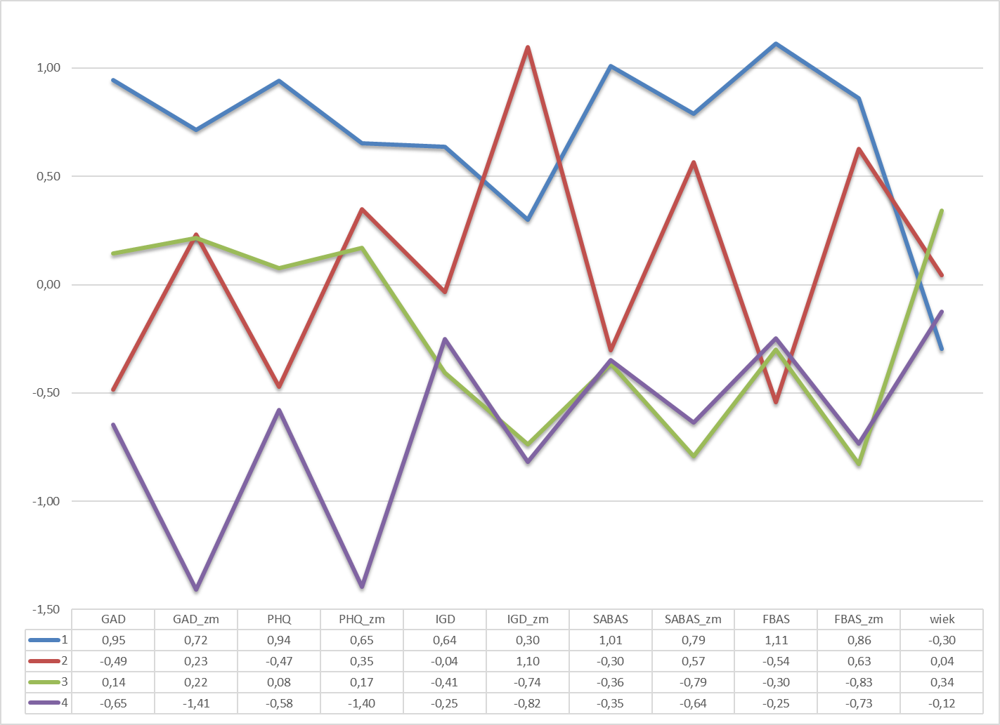 1,00
0,50
0,00
-0,50
-1,00
-1,50
GAD GAD_zm PHQ PHQ_zm IGD IGD_zm SABAS SABAS_zm FBAS FBAS_zm wiek
1 0,95 0,72 0,94 0,65 0,64 0,30 1,01 0,79 1,11 0,86 -0,30
2 -0,49 0,23 -0,47 0,35 -0,04 1,10 -0,30 0,57 -0,54 0,63 0,04
3 0,14 0,22 0,08 0,17 -0,41 -0,74 -0,36 -0,79 -0,30 -0,83 0,34
4 -0,65 -1,41 -0,58 -1,40 -0,25 -0,82 -0,35 -0,64 -0,25 -0,73 -0,12